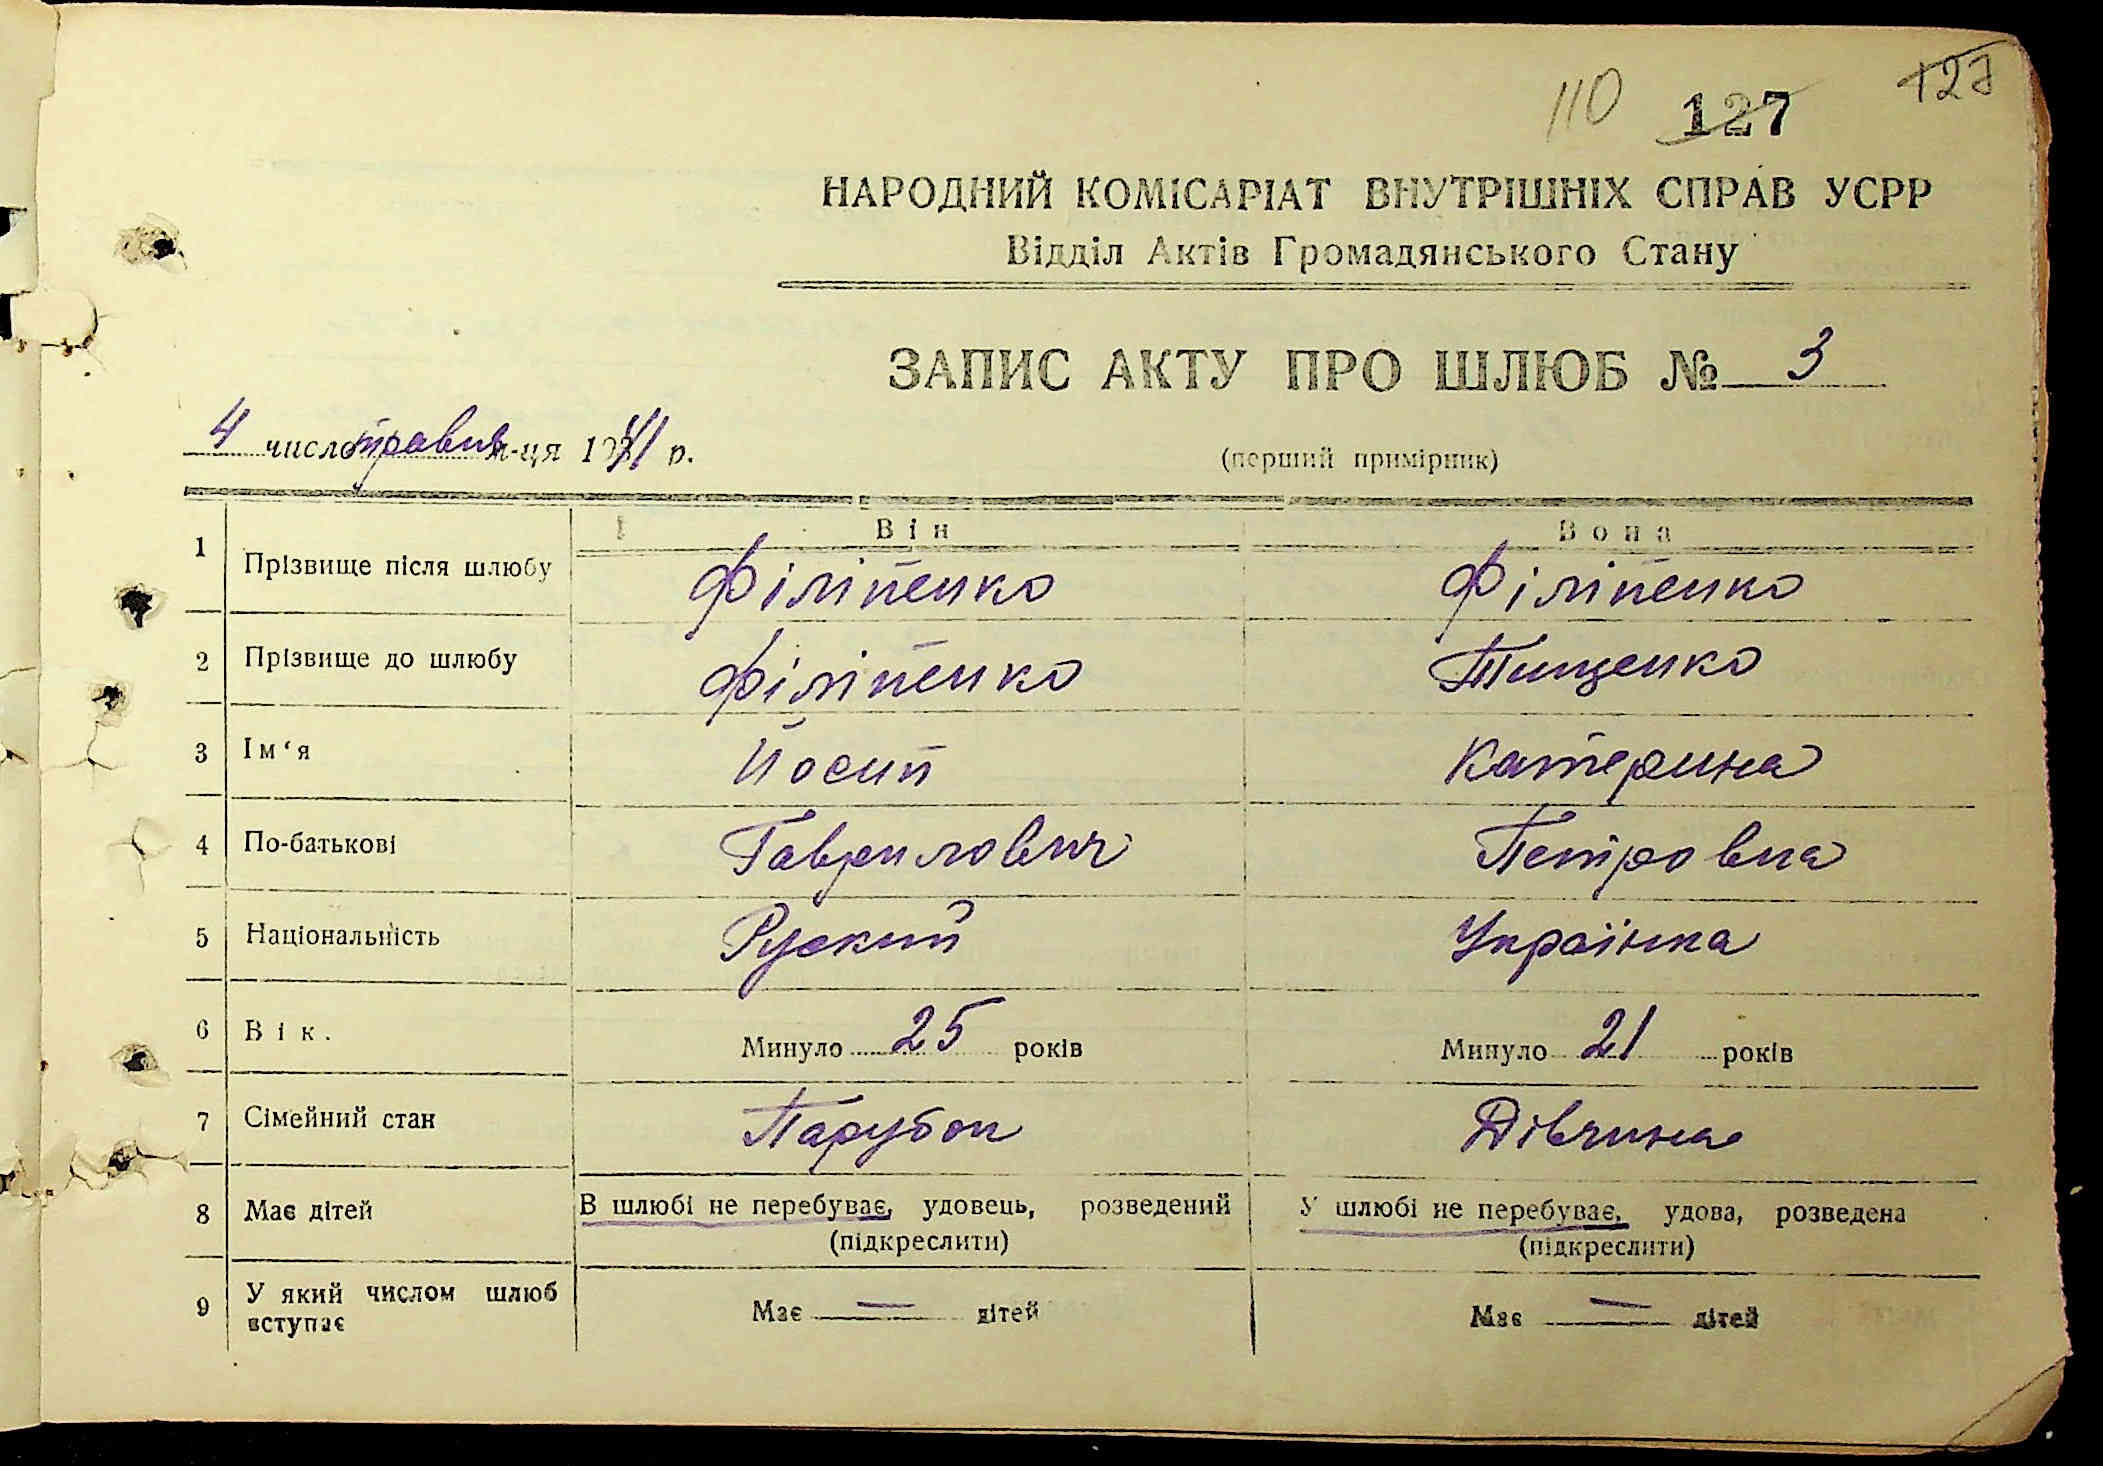 110 127 127
НАРОДНИЙ КОМІСАРІАТ ВНУТРІШНІХ СПРАВ УСРР
Відділ Актів Громадянського Стану
ЗАПИС АКТУ ПРО ШЛЮБ № 3
4 число травня м-ця 1941 р.
(перший примірник)
Він Вона
1 Прізвище після шлюбу Філіпенко Філіпенко
2 Прізвище до шлюбу Філіпенко Тищенко
3 Ім‘я Йосип Катерина
4 По-батькові Гаврилович Петровна
5 Національність Руский Українка
6 Вік. Минуло 25 років Минуло 21 років
7 Сімейний стан Парубок Дівчина
8 Має дітей В шлюбі не перебуває, удовець, розведений У шлюбі не перебуває, удова, розведена
(підкреслити) (підкреслити)
9 У який числом шлюб вступає Має — дітей Має — дітей